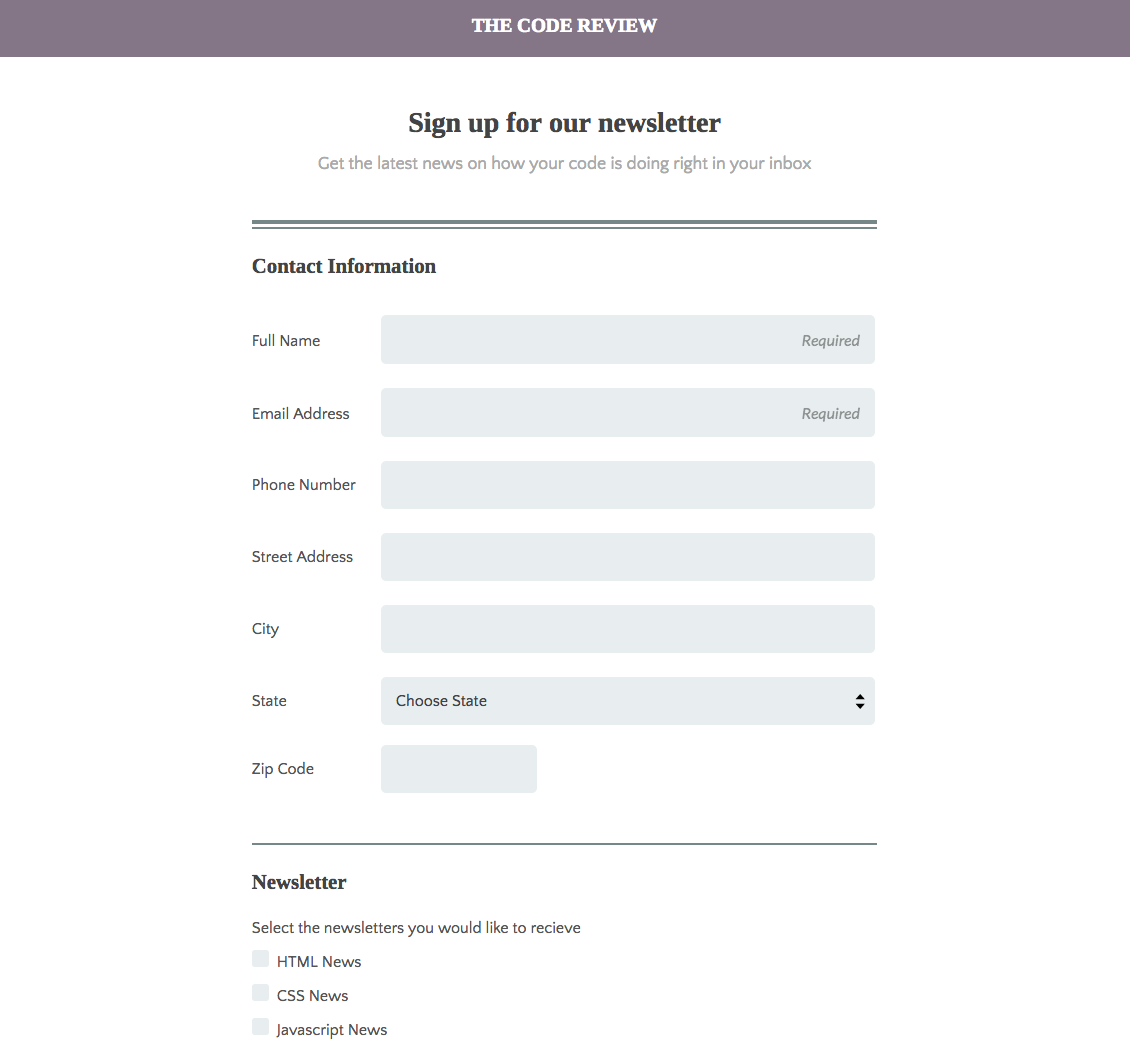 THE CODE REVIEW
Sign up for our newsletter
Get the latest news on how your code is doing right in your inbox
Contact Information
Full Name Required
Email Address Required
Phone Number
Street Address
City
State Choose State
Zip Code
Newsletter
Select the newsletters you would like to recieve
HTML News
CSS News
Javascript News